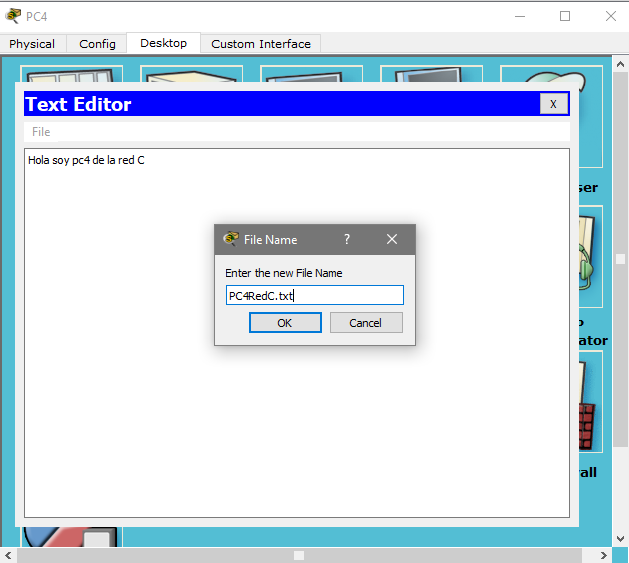 PC4
Physical
Config
Desktop
Custom Interface
Text Editor
X
File
Hola soy pc4 de la red C
File Name
?
Enter the new File Name
PC4RedC.txt
OK
Cancel
ser
ator
all